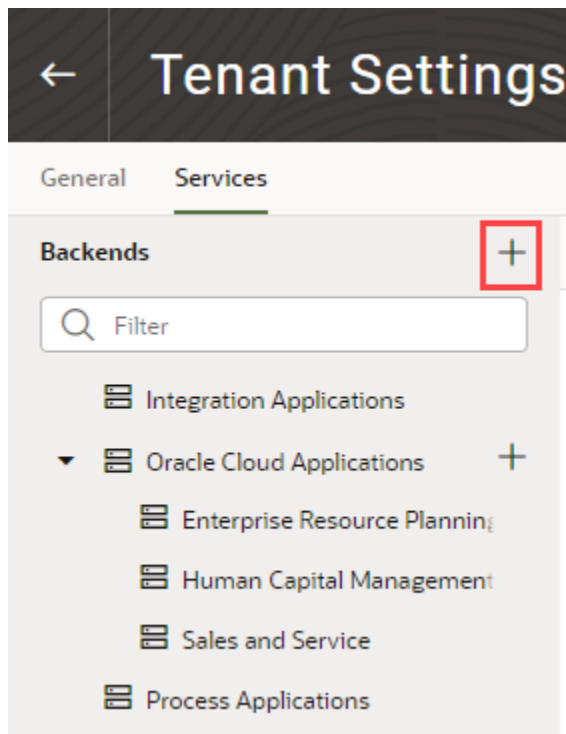 Tenant Settings
General Services
Backends
Filter
Integration Applications
Oracle Cloud Applications
Enterprise Resource Planning
Human Capital Management
Sales and Service
Process Applications